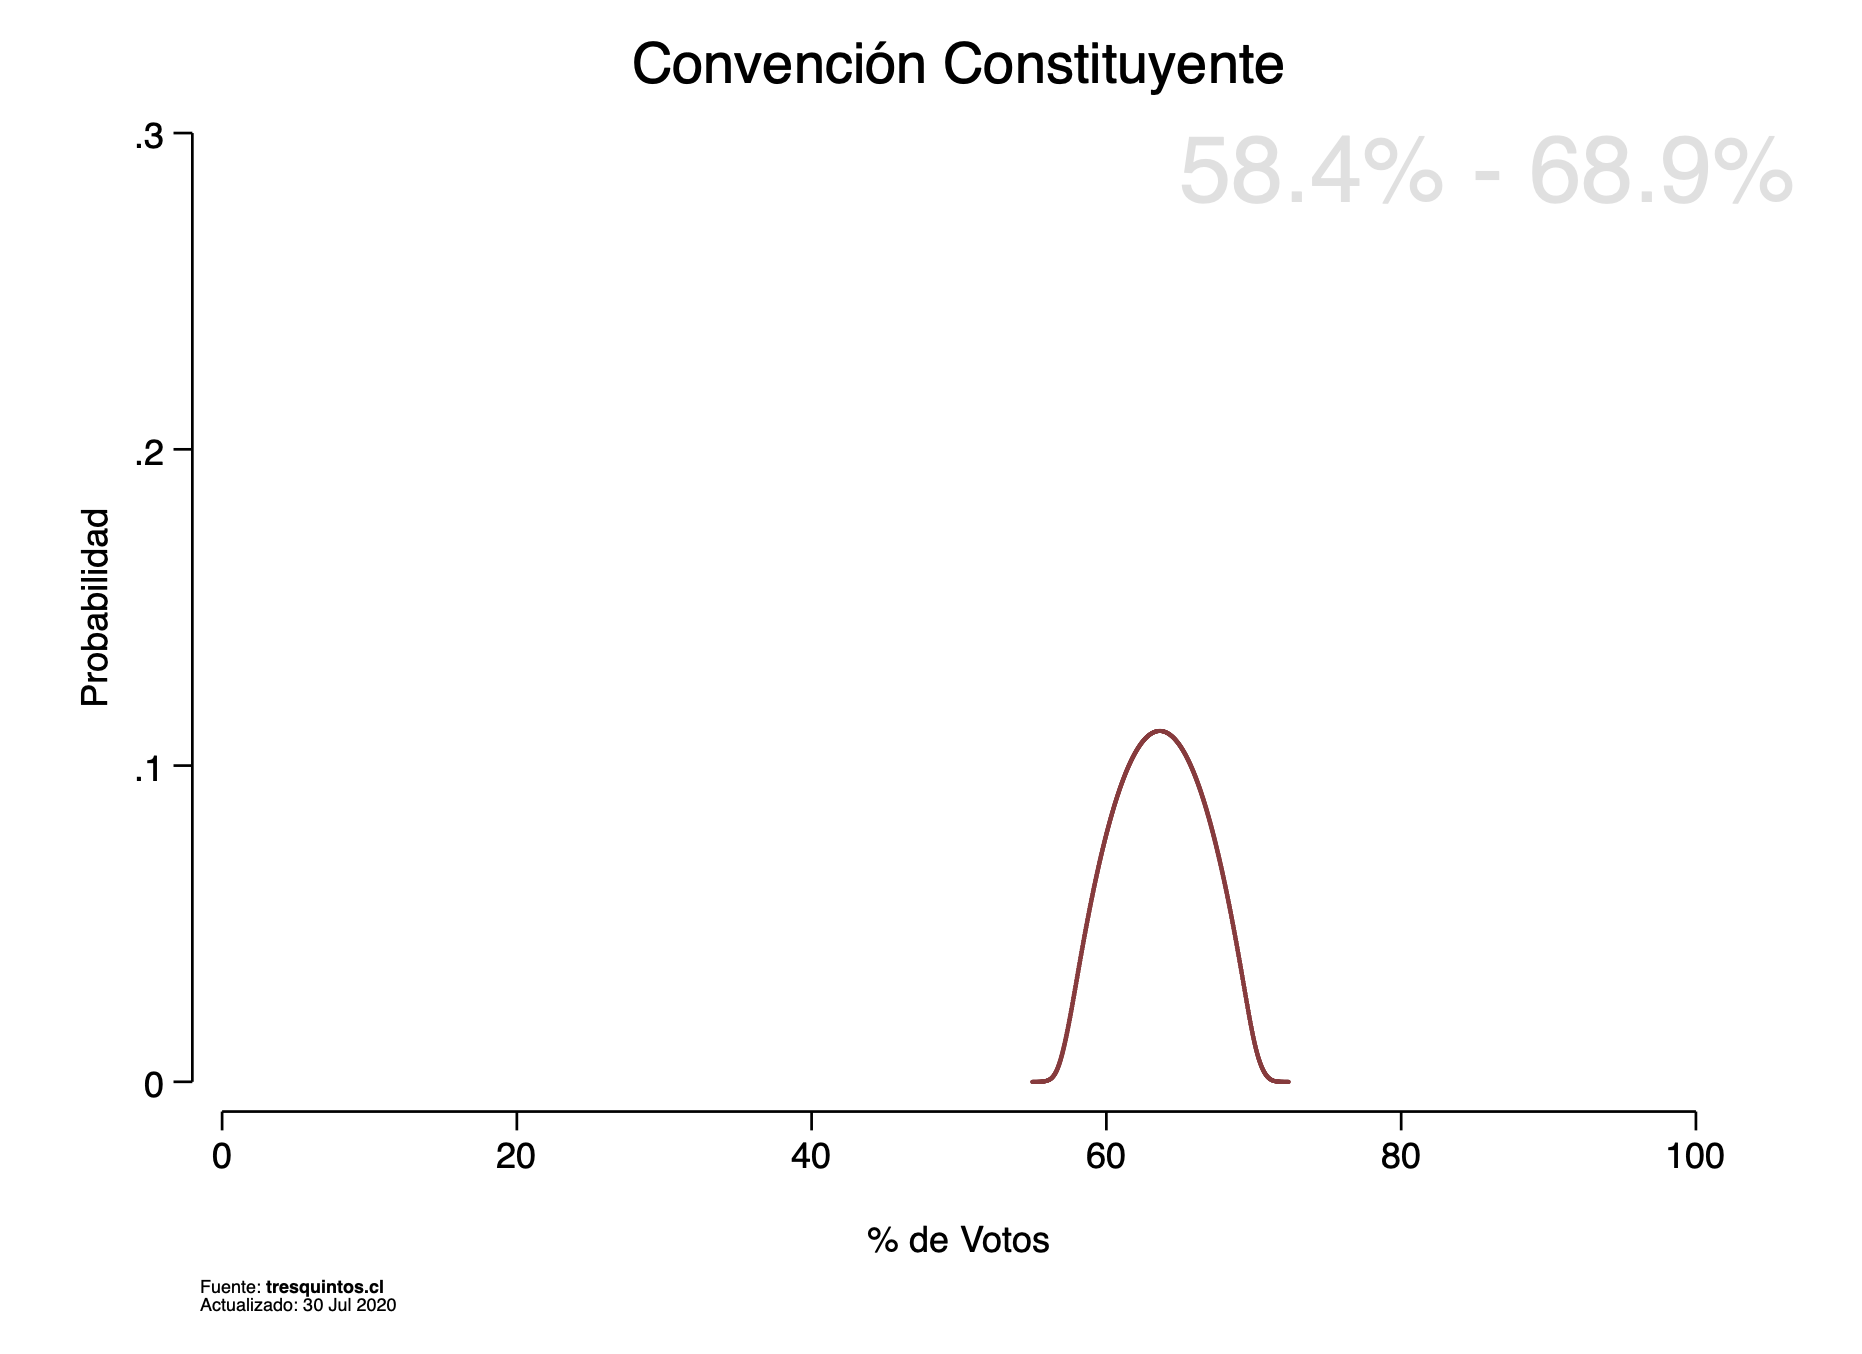 Convención Constituyente
58.4% - 68.9%
.3
.2
.1
0
Probabilidad
0 20 40 60 80 100
% de Votos
Fuente: tresquintos.cl
Actualizado: 30 Jul 2020